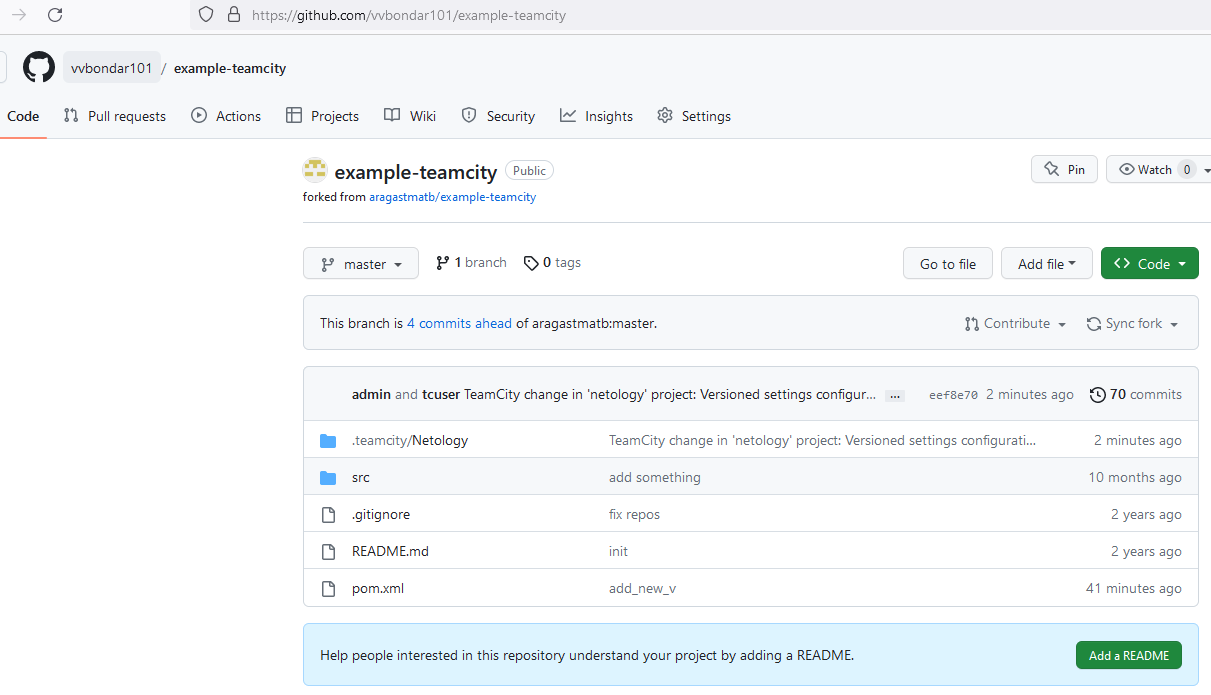 https://github.com/vvbondar101/example-teamcity
vvbondar101 / example-teamcity
Code Pull requests Actions Projects Wiki Security Insights Settings
example-teamcity Public Pin Watch 0
forked from aragastmatb/example-teamcity
master 1 branch 0 tags Go to file Add file Code
This branch is 4 commits ahead of aragastmatb:master. Contribute Sync fork
admin and tcuser TeamCity change in 'netology' project: Versioned settings configur... ... eef8e70 2 minutes ago 70 commits
.teamcity/Netology TeamCity change in 'netology' project: Versioned settings configurati... 2 minutes ago
src add something 10 months ago
.gitignore fix repos 2 years ago
README.md init 2 years ago
pom.xml add_new_v 41 minutes ago
Help people interested in this repository understand your project by adding a README. Add a README